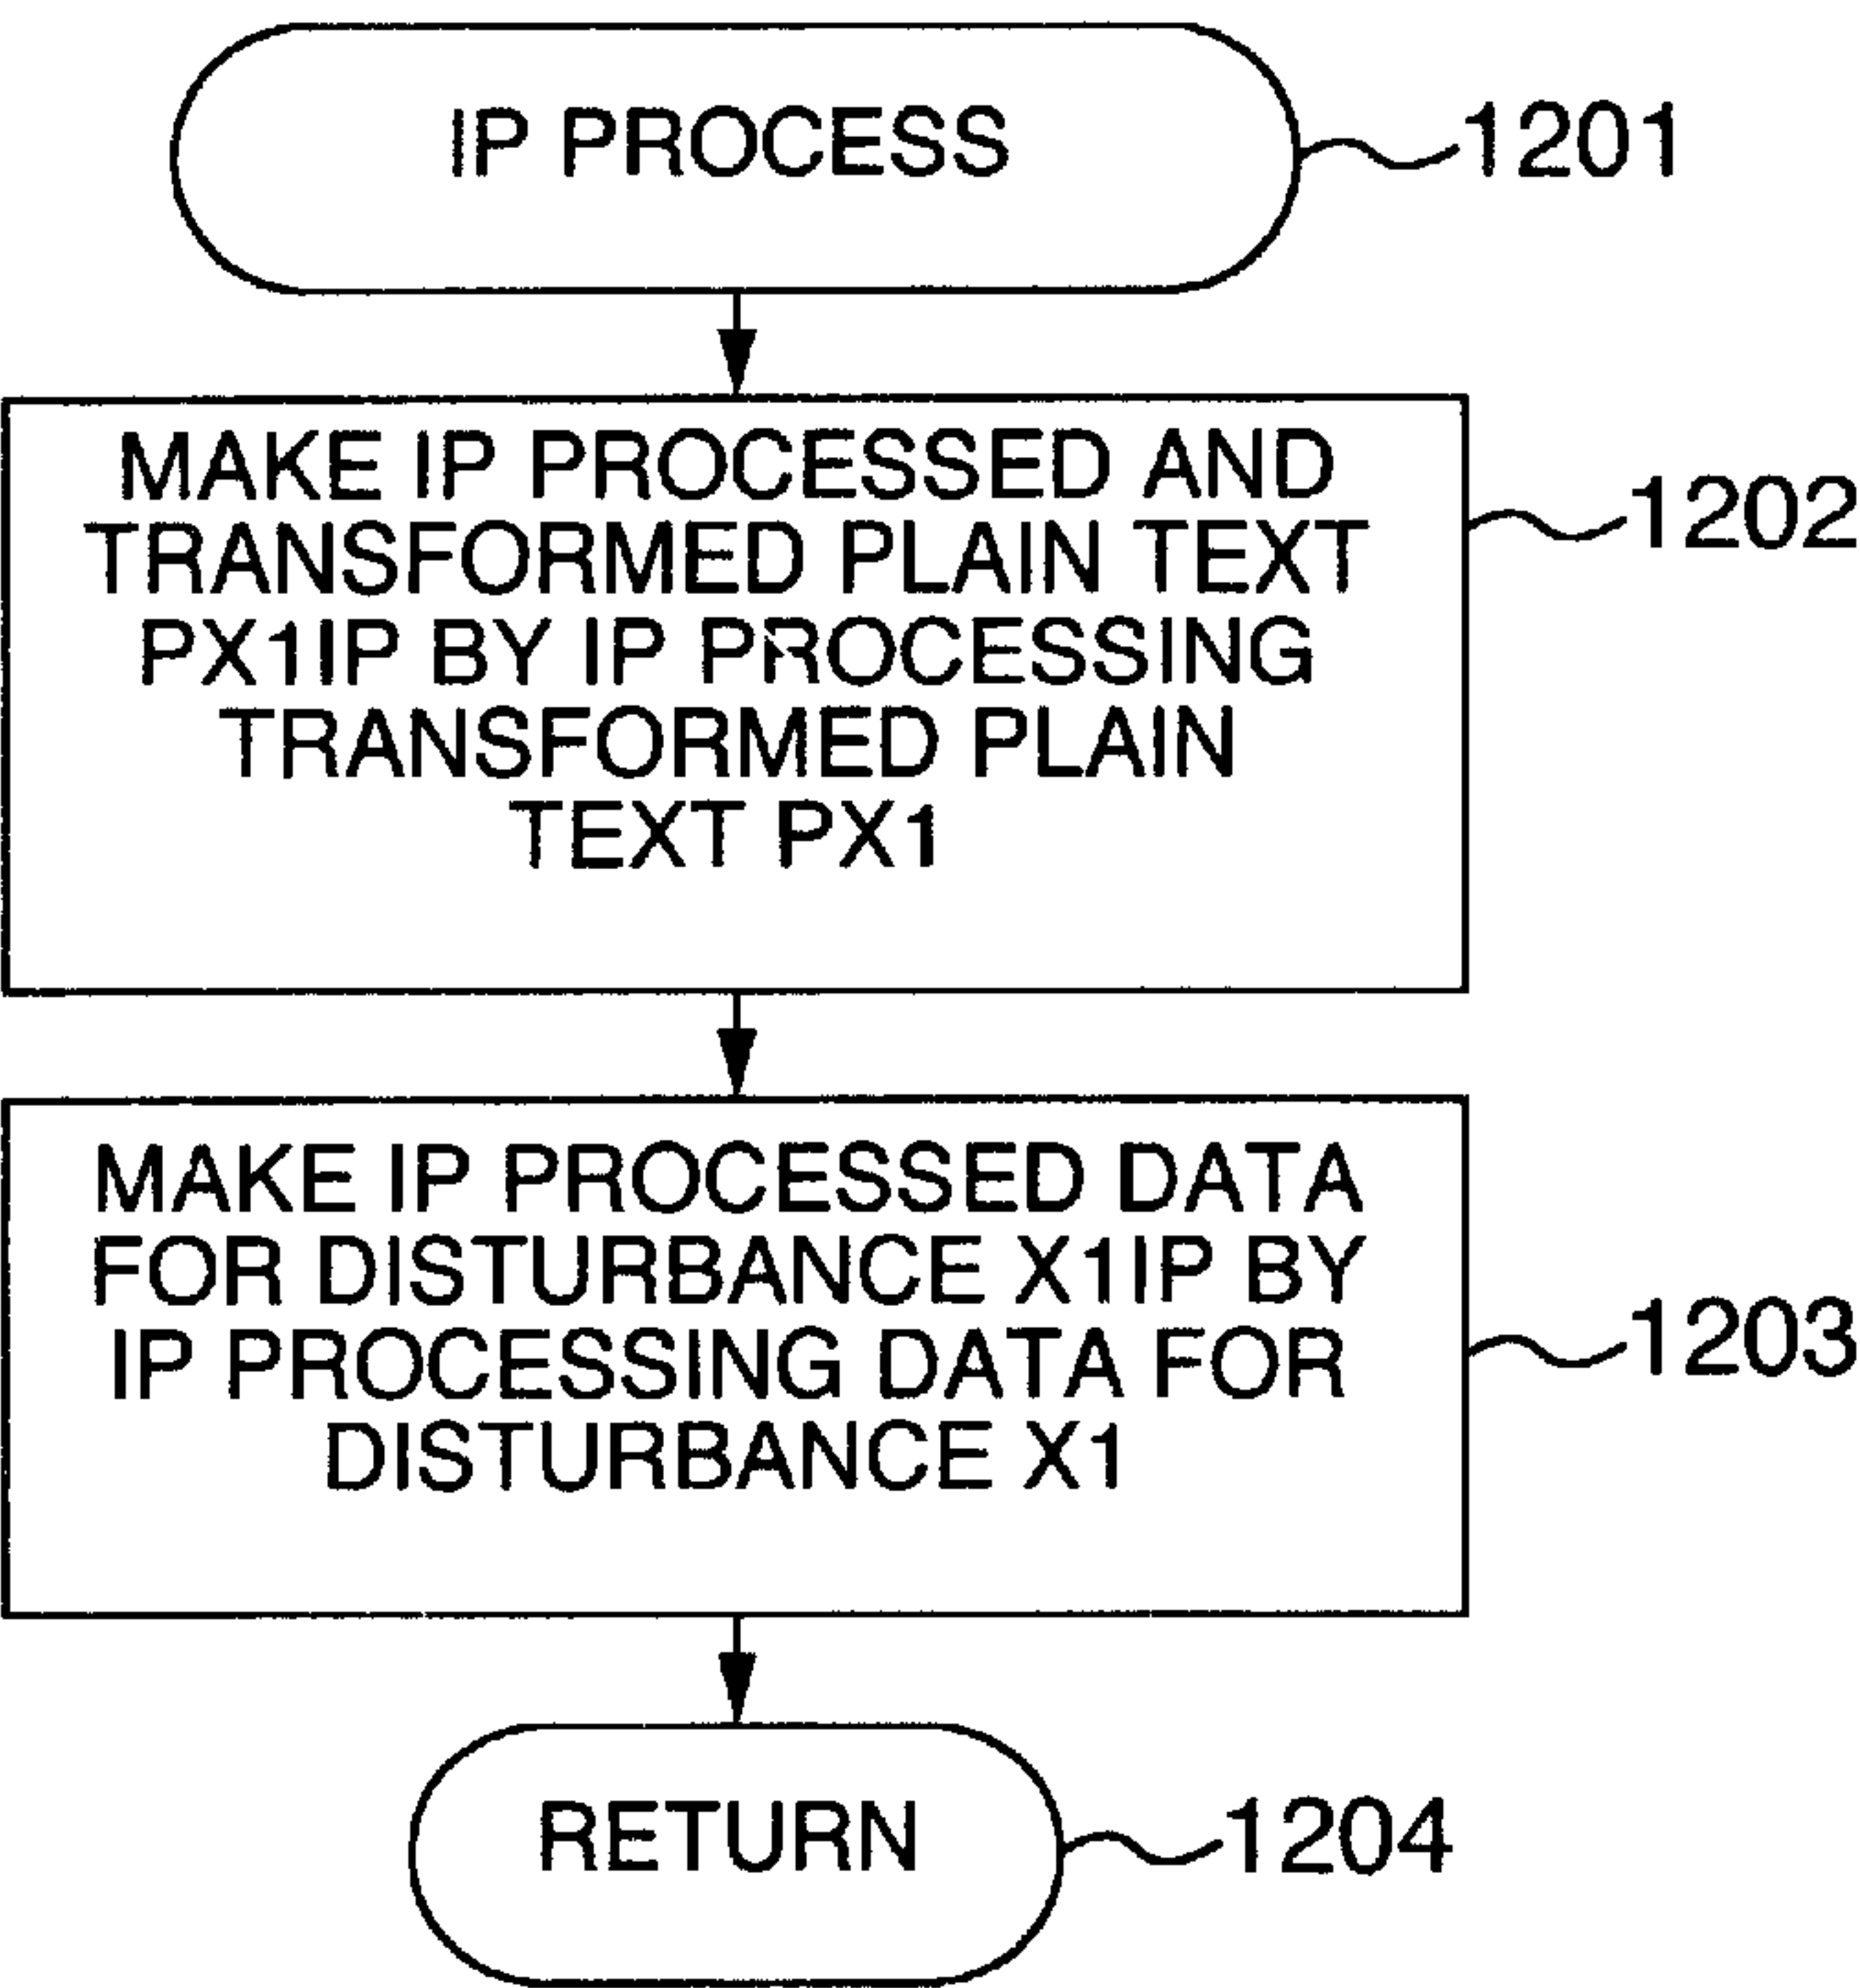 IP PROCESS
1201
MAKE IP PROCESSED AND
TRANSFORMED PLAIN TEXT
PX1IP BY IP PROCESSING
TRANSFORMED PLAIN
TEXT PX1
1202
MAKE IP PROCESSED DATA
FOR DISTURBANCE X1IP BY
IP PROCESSING DATA FOR
DISTURBANCE X1
1203
RETURN
1204